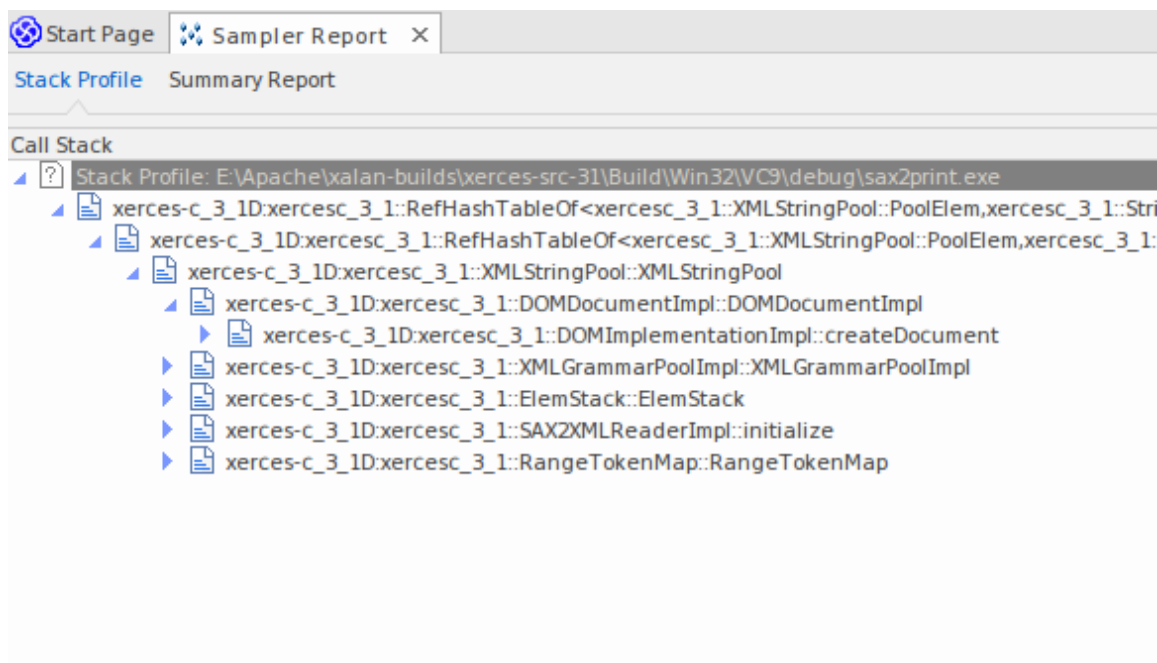 Start Page Sampler Report ×
Stack Profile Summary Report
Call Stack
? Stack Profile: E:\Apache\xalan-builds\xerces-src-31\Build\Win32\VC9\debug\sax2print.exe
xerces-c_3_1D:xercesc_3_1::RefHashTableOf<xercesc_3_1::XMLStringPool::PoolElem,xercesc_3_1::Stri
xerces-c_3_1D:xercesc_3_1::RefHashTableOf<xercesc_3_1::XMLStringPool::PoolElem,xercesc_3_1:
xerces-c_3_1D:xercesc_3_1::XMLStringPool::XMLStringPool
xerces-c_3_1D:xercesc_3_1::DOMDocumentImpl::DOMDocumentImpl
xerces-c_3_1D:xercesc_3_1::DOMImplementationImpl::createDocument
xerces-c_3_1D:xercesc_3_1::XMLGrammarPoolImpl::XMLGrammarPoolImpl
xerces-c_3_1D:xercesc_3_1::ElemStack::ElemStack
xerces-c_3_1D:xercesc_3_1::SAX2XMLReaderImpl::initialize
xerces-c_3_1D:xercesc_3_1::RangeTokenMap::RangeTokenMap